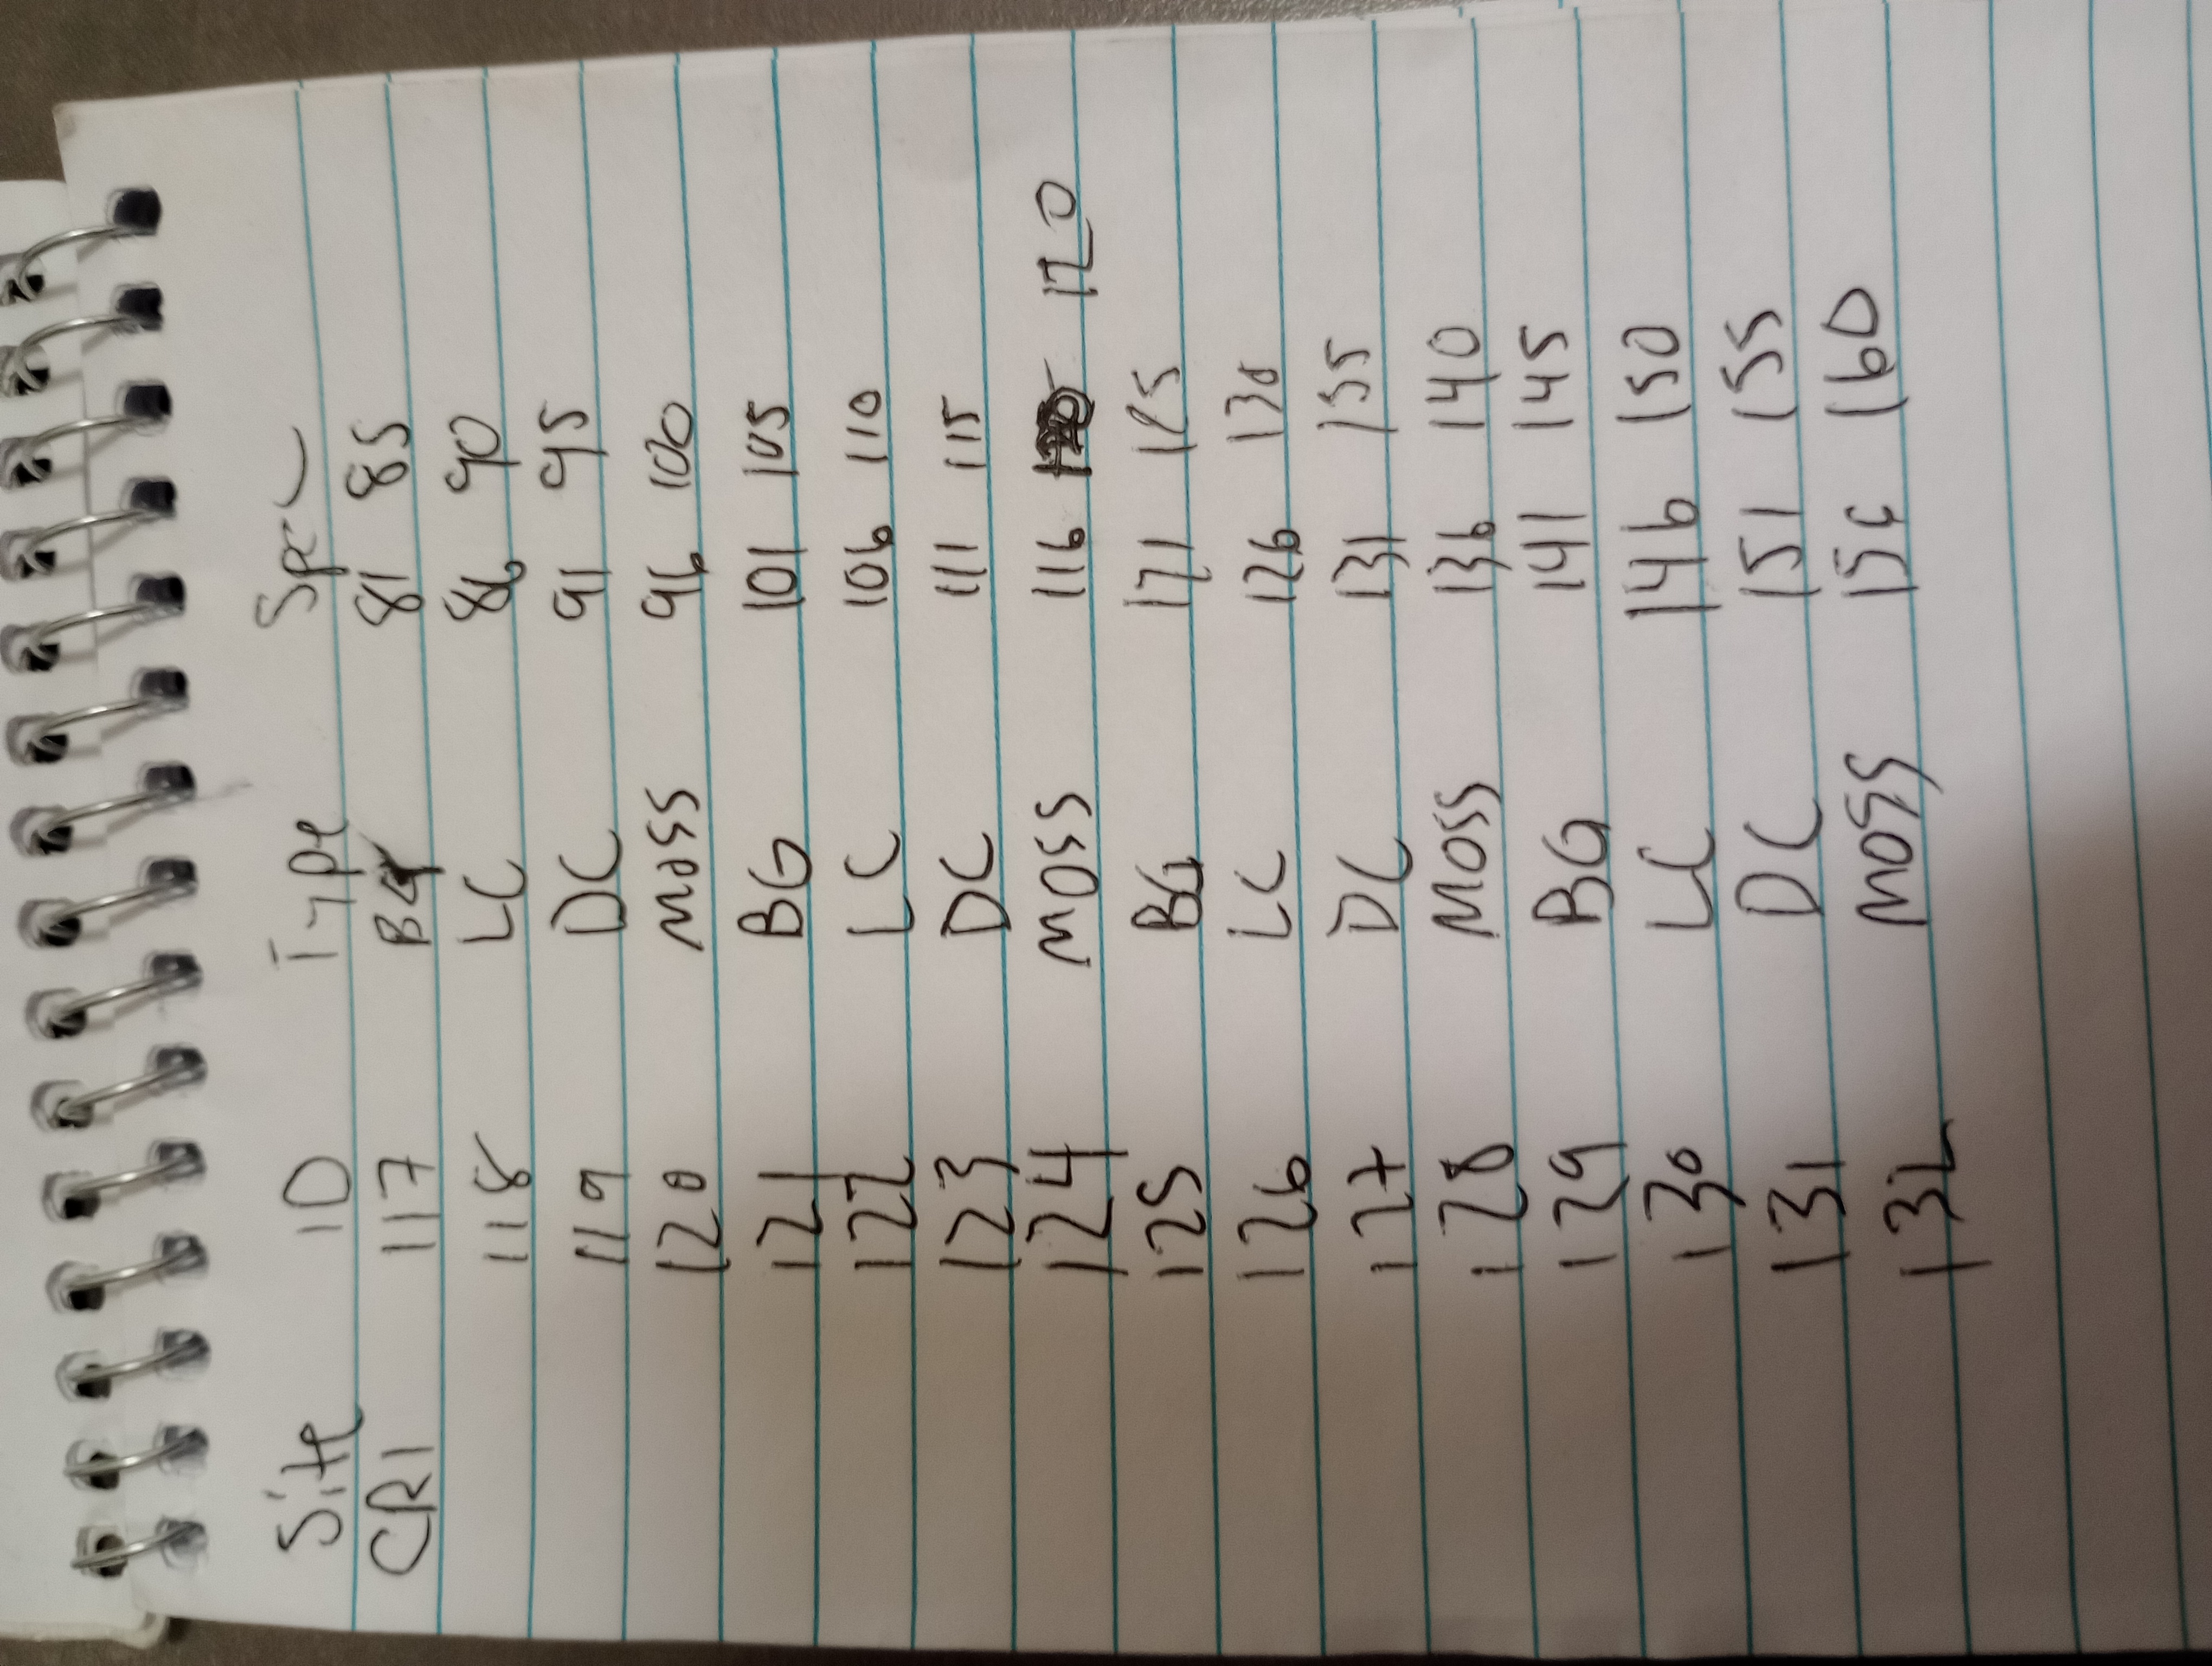 Site ID Type Spec
CR1 117 BG 81 85
118 LC 86 90
119 DC 91 95
120 Moss 96 100
121 BG 101 105
122 LC 106 110
123 DC 111 115
124 Moss 116 120
125 BG 121 125
126 LC 126 130
127 DC 131 135
128 Moss 136 140
129 BG 141 145
130 LC 146 150
131 DC 151 155
132 Moss 156 160